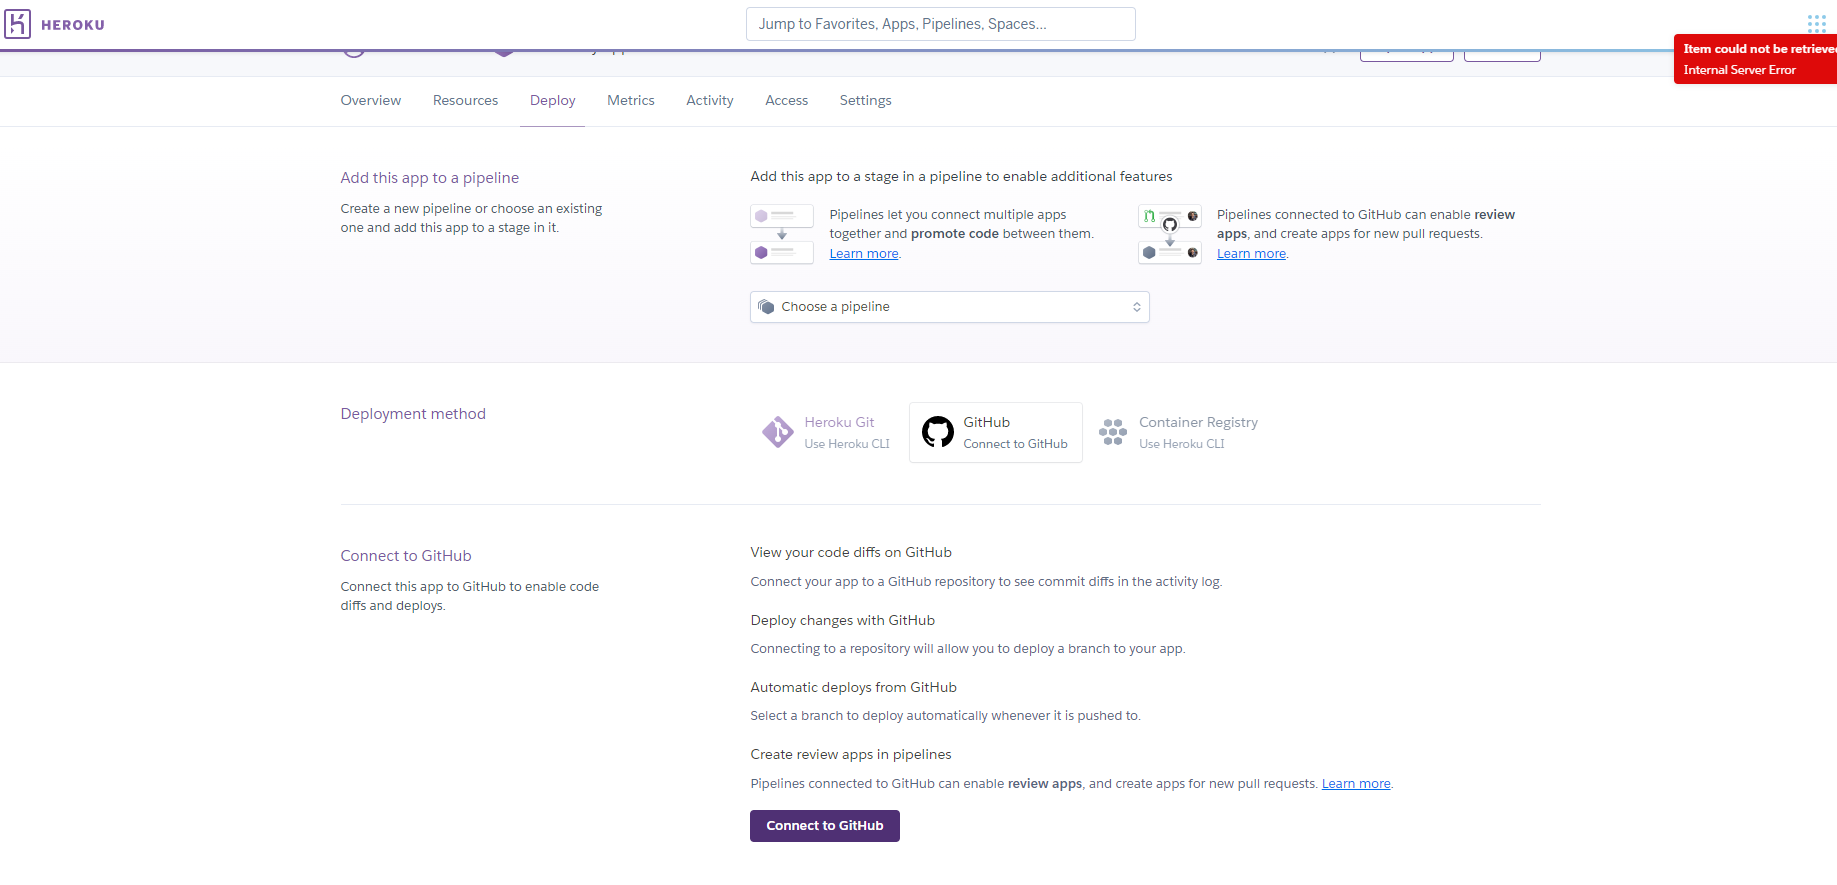 HEROKU
Jump to Favorites, Apps, Pipelines, Spaces...
Item could not be retrieved
Internal Server Error
Overview Resources Deploy Metrics Activity Access Settings
Add this app to a pipeline
Create a new pipeline or choose an existing
one and add this app to a stage in it.
Add this app to a stage in a pipeline to enable additional features
Pipelines let you connect multiple apps
together and promote code between them.
Learn more.
Pipelines connected to GitHub can enable review
apps, and create apps for new pull requests.
Learn more.
Choose a pipeline
Deployment method
Heroku Git
Use Heroku CLI
GitHub
Connect to GitHub
Container Registry
Use Heroku CLI
Connect to GitHub
Connect this app to GitHub to enable code
diffs and deploys.
View your code diffs on GitHub
Connect your app to a GitHub repository to see commit diffs in the activity log.
Deploy changes with GitHub
Connecting to a repository will allow you to deploy a branch to your app.
Automatic deploys from GitHub
Select a branch to deploy automatically whenever it is pushed to.
Create review apps in pipelines
Pipelines connected to GitHub can enable review apps, and create apps for new pull requests. Learn more.
Connect to GitHub